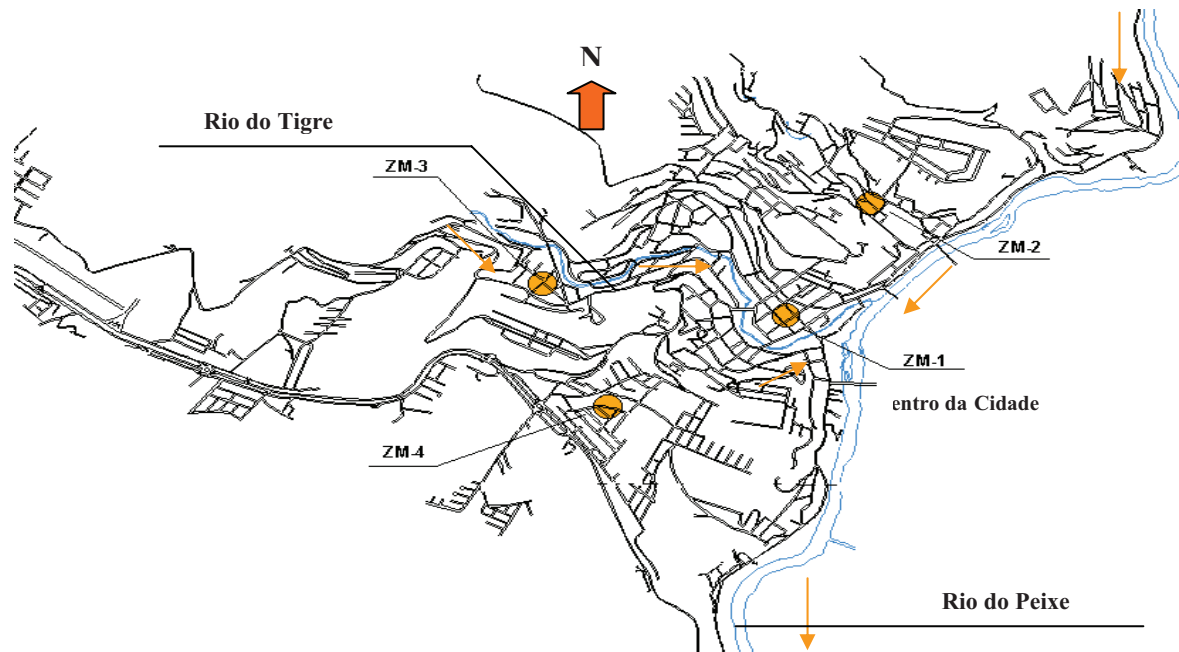 N
Rio do Tigre
ZM-3
ZM-2
ZM-1
entro da Cidade
ZM-4
Rio do Peixe